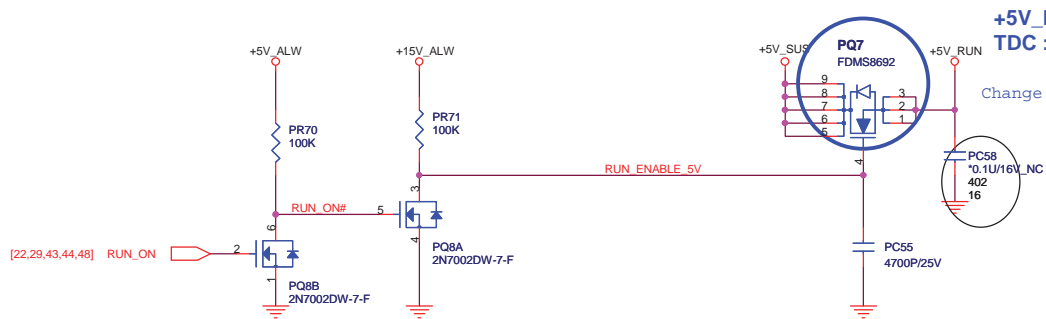 +5V_
TDC :
+5V_ALW
+15V_ALW
+5V_SUS
PQ7
FDMS8692
+5V_RUN
Change
9
8
7
6
5
3
2
1
4
PR70
100K
PR71
100K
PC58
*0.1U/16V_NC
402
16
RUN_ENABLE_5V
3
RUN_ON#
5
4
PQ8A
2N7002DW-7-F
6
[22,29,43,44,48] RUN_ON
2
1
PQ8B
2N7002DW-7-F
PC55
4700P/25V